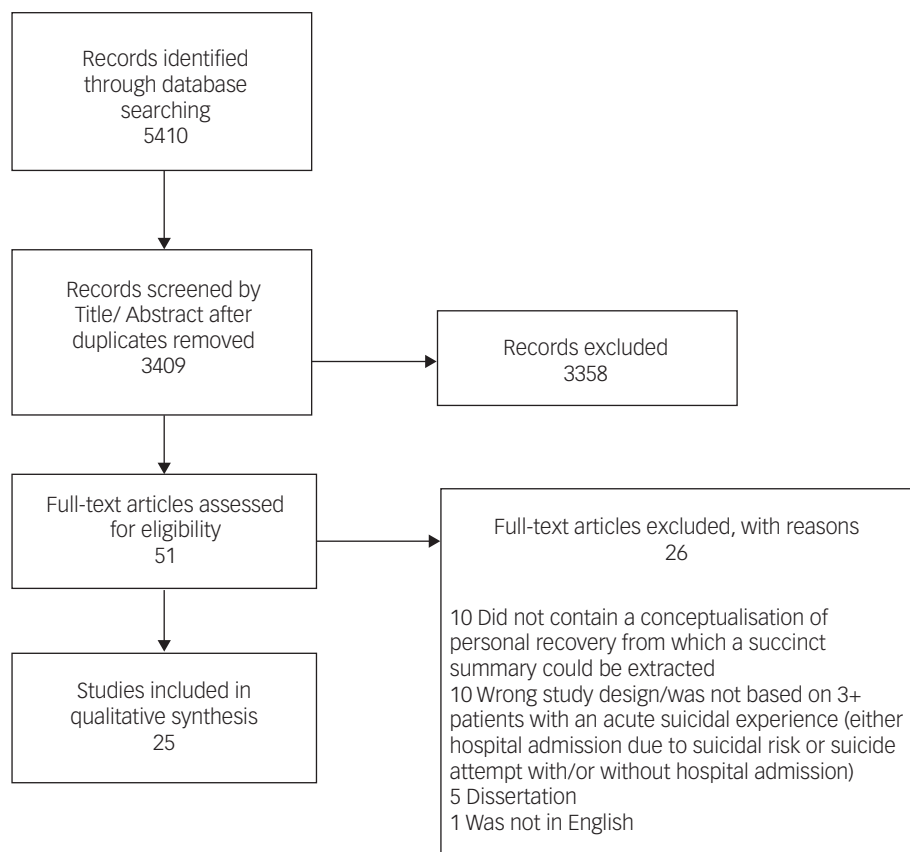 Records identified
through database
searching
5410
Records screened by
Title/ Abstract after
duplicates removed
3409
Records excluded
3358
Full-text articles assessed
for eligibility
51
Full-text articles excluded, with reasons
26
10 Did not contain a conceptualisation of
personal recovery from which a succinct
summary could be extracted
10 Wrong study design/was not based on 3+
patients with an acute suicidal experience (either
hospital admission due to suicidal risk or suicide
attempt with/or without hospital admission)
5 Dissertation
1 Was not in English
Studies included in
qualitative synthesis
25